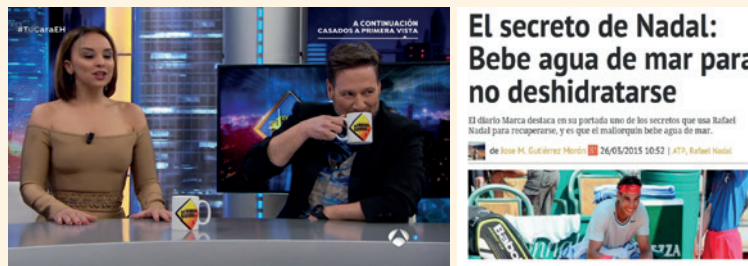 #TuCaraEH
A CONTINUACIÓN
CASADOS A PRIMERA VISTA
El secreto de Nadal:
Bebe agua de mar para
no deshidratarse
El diario Marca destaca en su portada uno de los secretos que usa Rafael
Nadal para recuperarse, y es que el mallorquín bebe agua de mar.
de Jose M. Gutiérrez Morón 26/03/2015 10:52 | ATP, Rafael Nadal
Babolat